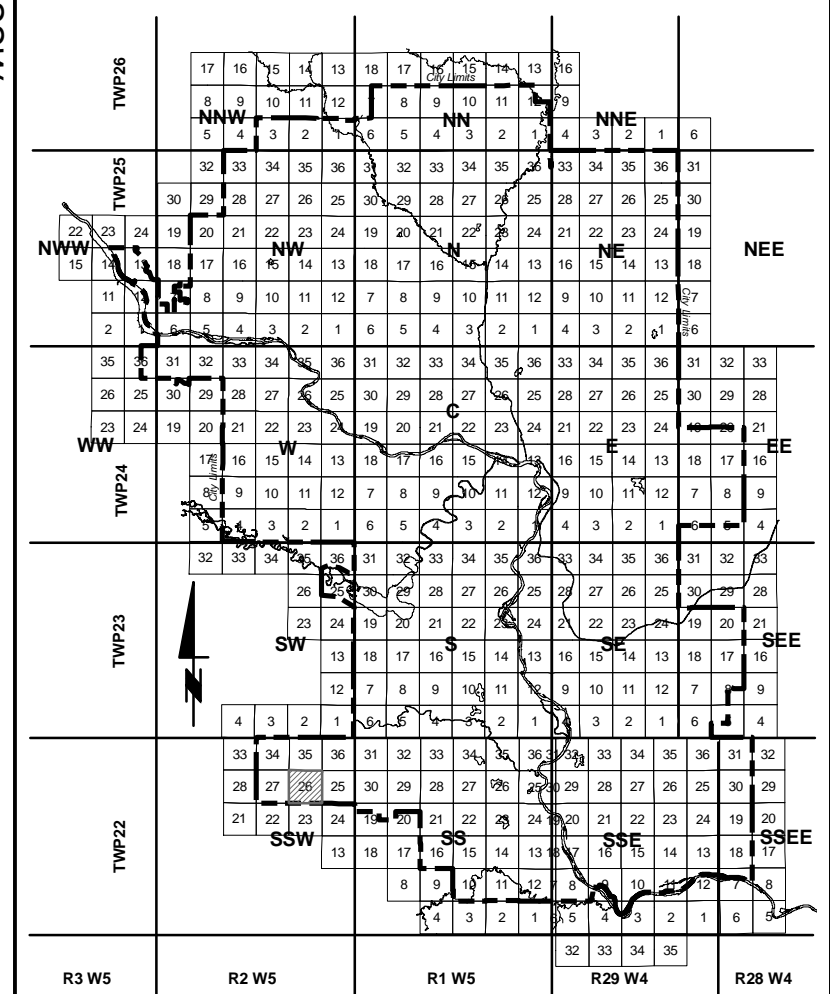 17 16 15 14 13 18 17 16 15 14 13 16
City Limits
TWP26
8 9 10 11 12 8 9 10 11 12 9
NNW NN NNE
5 4 3 2 1 6 5 4 3 2 1 4 3 2 1 6
32 33 34 35 36 31 32 33 34 35 36 33 34 35 36 31
TWP25
30 29 28 27 26 25 30 29 28 27 26 25 28 27 26 25 30
22 23 24 19 20 21 22 23 24 19 20 21 22 23 24 21 22 23 24 19
NWW NW N NE NEE
15 14 13 18 17 16 15 14 13 18 17 16 15 14 13 16 15 14 13 18
11 8 9 10 11 12 7 8 9 10 11 12 9 10 11 12 7
City Limits
2 6 5 4 3 2 1 6 5 4 3 2 1 4 3 2 1 6
35 36 31 32 33 34 35 36 31 32 33 34 35 36 33 34 35 36 31 32 33
26 25 30 29 28 27 26 25 30 29 28 27 26 25 28 27 26 25 30 29 28
C
23 24 19 20 21 22 23 24 19 20 21 22 23 24 21 22 23 24 19 20 21
WW W E EE
17 16 15 14 13 18 17 16 15 14 13 16 15 14 13 18 17 16
City Limits
TWP24
8 9 10 11 12 7 8 9 10 11 12 9 10 11 12 7 8 9
5 4 3 2 1 6 5 4 3 2 1 4 3 2 1 6 5 4
32 33 34 35 36 31 32 33 34 35 36 33 34 35 36 31 32 33
26 25 30 29 28 27 26 25 28 27 26 25 30 29 28
TWP23
23 24 19 20 21 22 23 24 21 22 23 24 19 20 21
SW S SE SEE
13 18 17 16 15 14 13 16 15 14 13 18 17 16
N
12 7 8 9 10 11 12 9 10 11 12 7 8 9
4 3 2 1 6 5 4 3 2 1 4 3 2 1 6 4
33 34 35 36 31 32 33 34 35 36 31 32 33 34 35 36 31 32
28 27 26 25 30 29 28 27 26 25 30 29 28 27 26 25 30 29
21 22 23 24 19 20 21 22 23 24 19 20 21 22 23 24 19 20
SSW SS SSE SSEE
TWP22
13 18 17 16 15 14 13 18 17 16 15 14 13 18 17
8 9 10 11 12 7 8 9 10 11 12 7 8
4 3 2 1 6 5 4 3 2 1 6 5
32 33 34 35
R3 W5 R2 W5 R1 W5 R29 W4 R28 W4